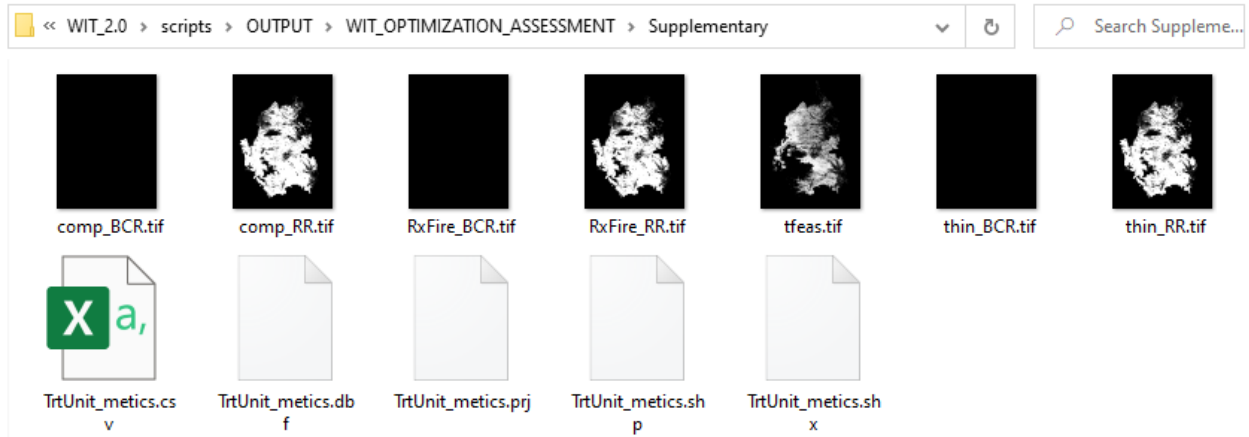 « WIT_2.0 › scripts › OUTPUT › WIT_OPTIMIZATION_ASSESSMENT › Supplementary
Search Suppleme...
comp_BCR.tif
comp_RR.tif
RxFire_BCR.tif
RxFire_RR.tif
tfeas.tif
thin_BCR.tif
thin_RR.tif
X a,
TrtUnit_metics.cs
v
TrtUnit_metics.db
f
TrtUnit_metics.prj
TrtUnit_metics.sh
p
TrtUnit_metics.sh
x